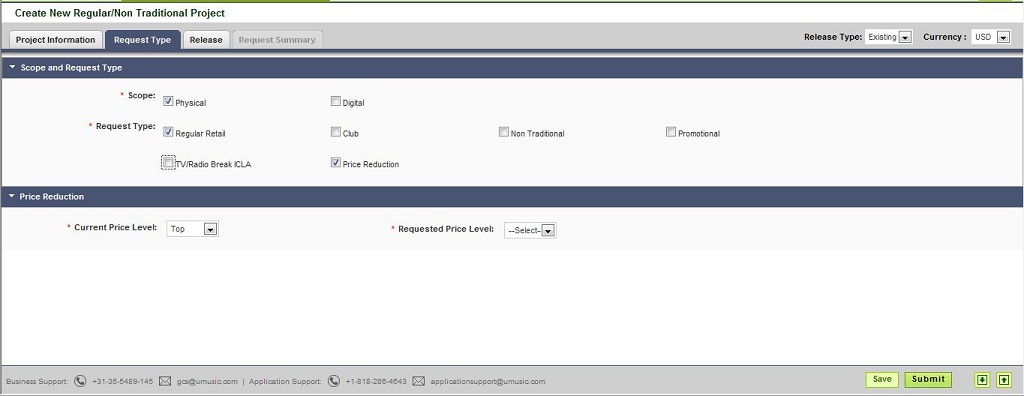 Create New Regular/Non Traditional Project
Project Information Request Type Release Request Summary Release Type: Existing Currency : USD
Scope and Request Type
* Scope: Physical Digital
* Request Type: Regular Retail Club Non Traditional Promotional
TV/Radio Break ICLA Price Reduction
Price Reduction
* Current Price Level: Top * Requested Price Level: --Select-
Business Support: +31-35-5489-145 gcs@umusic.com | Application Support: +1-818-286-4643 applicationsupport@umusic.com Save Submit